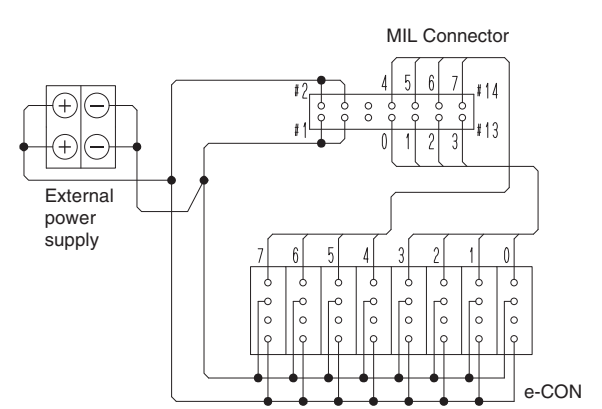 MIL Connector
4 5 6 7
#2 #14
#1 #13
0 1 2 3
+ −
+ −
External
power
supply
7 6 5 4 3 2 1 0
e-CON